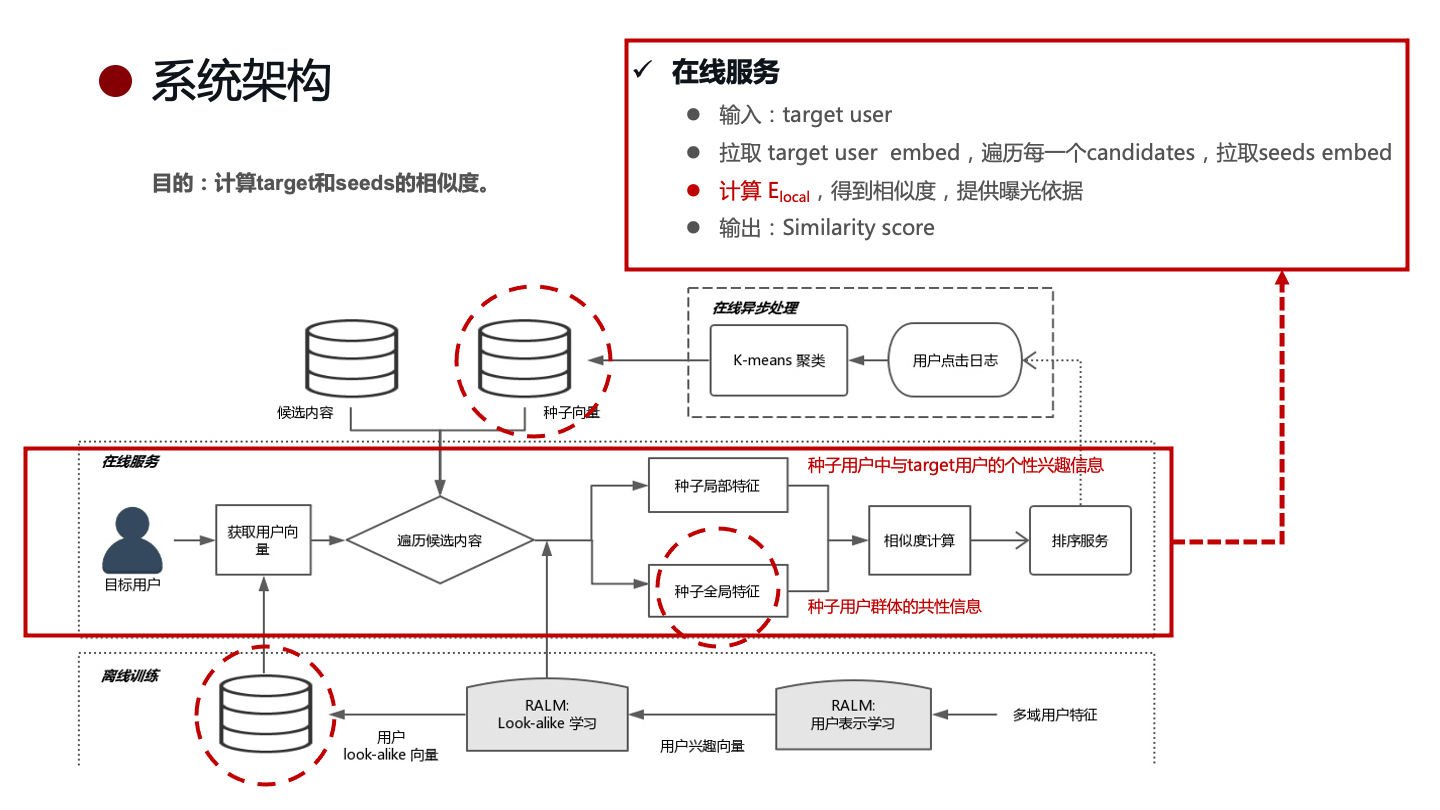 系统架构
目的：计算target和seeds的相似度。
✓ 在线服务
● 输入：target user
● 拉取 target user embed，遍历每一个candidates，拉取seeds embed
● 计算 Elocal，得到相似度，提供曝光依据
● 输出：Similarity score
在线异步处理
K-means 聚类
用户点击日志
候选内容
种子向量
在线服务
种子用户中与target用户的个性兴趣信息
目标用户
获取用户向
量
遍历候选内容
种子局部特征
种子全局特征
相似度计算
排序服务
种子用户群体的共性信息
离线训练
用户
look-alike 向量
RALM:
Look-alike 学习
用户兴趣向量
RALM:
用户表示学习
多域用户特征